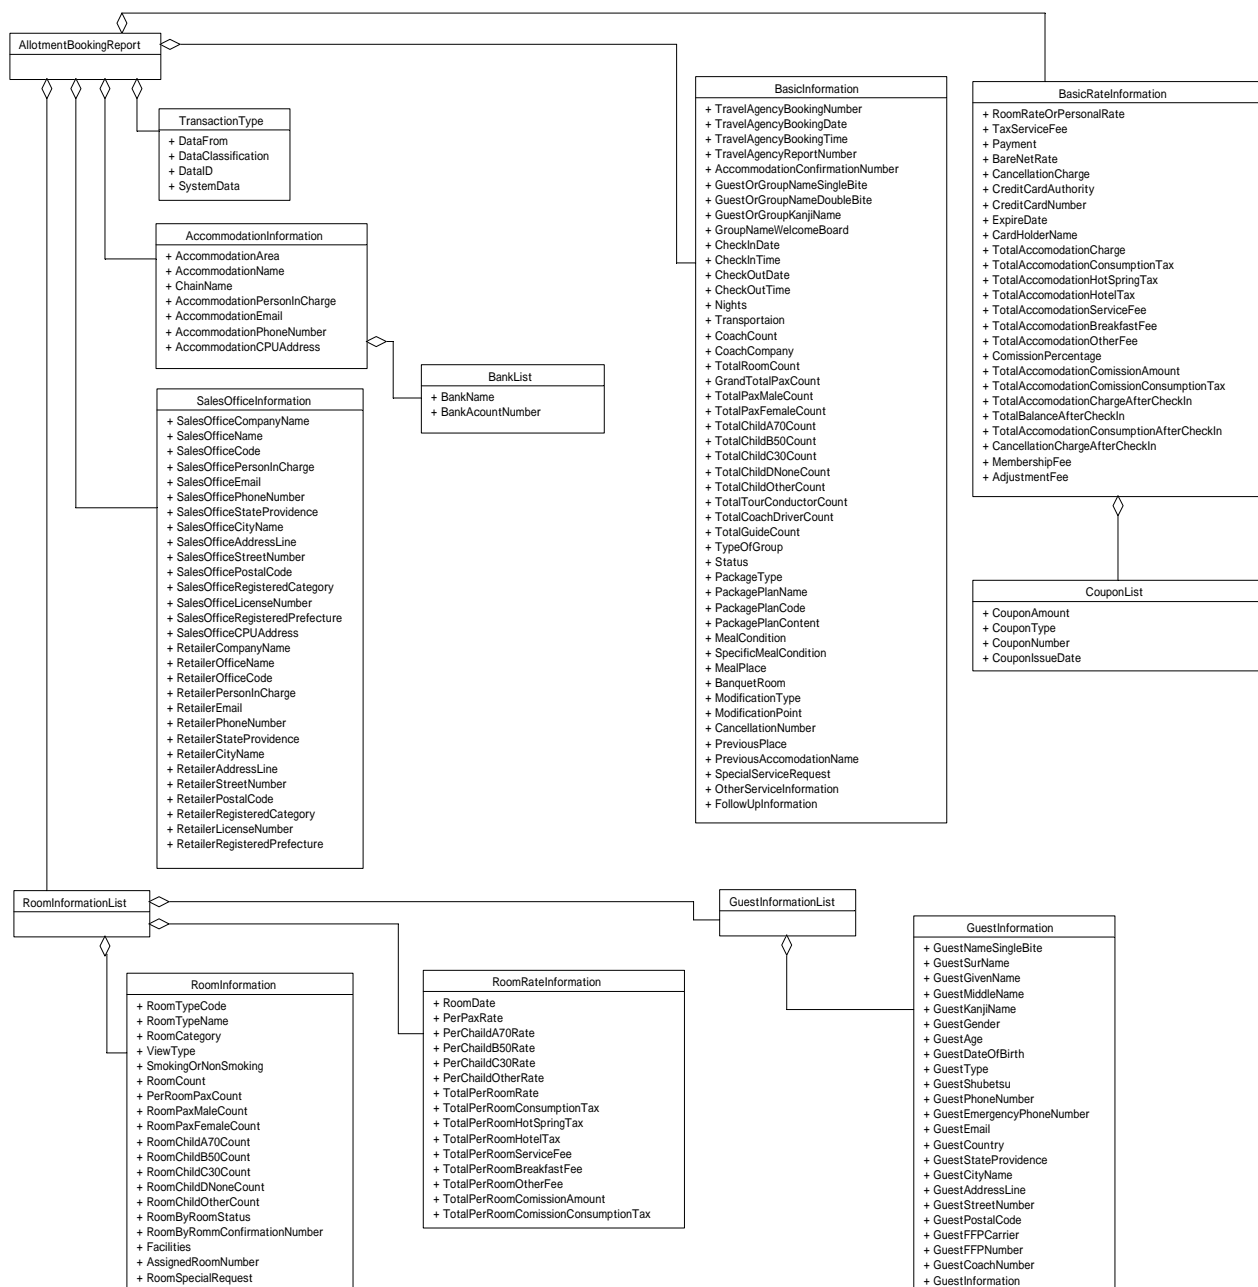 AllotmentBookingReport
TransactionType
+ DataFrom
+ DataClassification
+ DataID
+ SystemData
AccommodationInformation
+ AccommodationArea
+ AccommodationName
+ ChainName
+ AccommodationPersonInCharge
+ AccommodationEmail
+ AccommodationPhoneNumber
+ AccommodationCPUAddress
BankList
+ BankName
+ BankAcountNumber
SalesOfficeInformation
+ SalesOfficeCompanyName
+ SalesOfficeName
+ SalesOfficeCode
+ SalesOfficePersonInCharge
+ SalesOfficeEmail
+ SalesOfficePhoneNumber
+ SalesOfficeStateProvidence
+ SalesOfficeCityName
+ SalesOfficeAddressLine
+ SalesOfficeStreetNumber
+ SalesOfficePostalCode
+ SalesOfficeRegisteredCategory
+ SalesOfficeLicenseNumber
+ SalesOfficeRegisteredPrefecture
+ SalesOfficeCPUAddress
+ RetailerCompanyName
+ RetailerOfficeName
+ RetailerOfficeCode
+ RetailerPersonInCharge
+ RetailerEmail
+ RetailerPhoneNumber
+ RetailerStateProvidence
+ RetailerCityName
+ RetailerAddressLine
+ RetailerStreetNumber
+ RetailerPostalCode
+ RetailerRegisteredCategory
+ RetailerLicenseNumber
+ RetailerRegisteredPrefecture
BasicInformation
+ TravelAgencyBookingNumber
+ TravelAgencyBookingDate
+ TravelAgencyBookingTime
+ TravelAgencyReportNumber
+ AccommodationConfirmationNumber
+ GuestOrGroupNameSingleBite
+ GuestOrGroupNameDoubleBite
+ GuestOrGroupKanjiName
+ GroupNameWelcomeBoard
+ CheckInDate
+ CheckInTime
+ CheckOutDate
+ CheckOutTime
+ Nights
+ Transportaion
+ CoachCount
+ CoachCompany
+ TotalRoomCount
+ GrandTotalPaxCount
+ TotalPaxMaleCount
+ TotalPaxFemaleCount
+ TotalChildA70Count
+ TotalChildB50Count
+ TotalChildC30Count
+ TotalChildDNoneCount
+ TotalChildOtherCount
+ TotalTourConductorCount
+ TotalCoachDriverCount
+ TotalGuideCount
+ TypeOfGroup
+ Status
+ PackageType
+ PackagePlanName
+ PackagePlanCode
+ PackagePlanContent
+ MealCondition
+ SpecificMealCondition
+ MealPlace
+ BanquetRoom
+ ModificationType
+ ModificationPoint
+ CancellationNumber
+ PreviousPlace
+ PreviousAccomodationName
+ SpecialServiceRequest
+ OtherServiceInformation
+ FollowUpInformation
BasicRateInformation
+ RoomRateOrPersonalRate
+ TaxServiceFee
+ Payment
+ BareNetRate
+ CancellationCharge
+ CreditCardAuthority
+ CreditCardNumber
+ ExpireDate
+ CardHolderName
+ TotalAccomodationCharge
+ TotalAccomodationConsumptionTax
+ TotalAccomodationHotSpringTax
+ TotalAccomodationHotelTax
+ TotalAccomodationServiceFee
+ TotalAccomodationBreakfastFee
+ TotalAccomodationOtherFee
+ ComissionPercentage
+ TotalAccomodationComissionAmount
+ TotalAccomodationComissionConsumptionTax
+ TotalAccomodationChargeAfterCheckIn
+ TotalBalanceAfterCheckIn
+ TotalAccomodationConsumptionAfterCheckIn
+ CancellationChargeAfterCheckIn
+ MembershipFee
+ AdjustmentFee
CouponList
+ CouponAmount
+ CouponType
+ CouponNumber
+ CouponIssueDate
RoomInformationList
RoomInformation
+ RoomTypeCode
+ RoomTypeName
+ RoomCategory
+ ViewType
+ SmokingOrNonSmoking
+ RoomCount
+ PerRoomPaxCount
+ RoomPaxMaleCount
+ RoomPaxFemaleCount
+ RoomChildA70Count
+ RoomChildB50Count
+ RoomChildC30Count
+ RoomChildDNoneCount
+ RoomChildOtherCount
+ RoomByRoomStatus
+ RoomByRommConfirmationNumber
+ Facilities
+ AssignedRoomNumber
+ RoomSpecialRequest
RoomRateInformation
+ RoomDate
+ PerPaxRate
+ PerChaildA70Rate
+ PerChaildB50Rate
+ PerChaildC30Rate
+ PerChaildOtherRate
+ TotalPerRoomRate
+ TotalPerRoomConsumptionTax
+ TotalPerRoomHotSpringTax
+ TotalPerRoomHotelTax
+ TotalPerRoomServiceFee
+ TotalPerRoomBreakfastFee
+ TotalPerRoomOtherFee
+ TotalPerRoomComissionAmount
+ TotalPerRoomComissionConsumptionTax
GuestInformationList
GuestInformation
+ GuestNameSingleBite
+ GuestSurName
+ GuestGivenName
+ GuestMiddleName
+ GuestKanjiName
+ GuestGender
+ GuestAge
+ GuestDateOfBirth
+ GuestType
+ GuestShubetsu
+ GuestPhoneNumber
+ GuestEmergencyPhoneNumber
+ GuestEmail
+ GuestCountry
+ GuestStateProvidence
+ GuestCityName
+ GuestAddressLine
+ GuestStreetNumber
+ GuestPostalCode
+ GuestFFPCarrier
+ GuestFFPNumber
+ GuestCoachNumber
+ GuestInformation